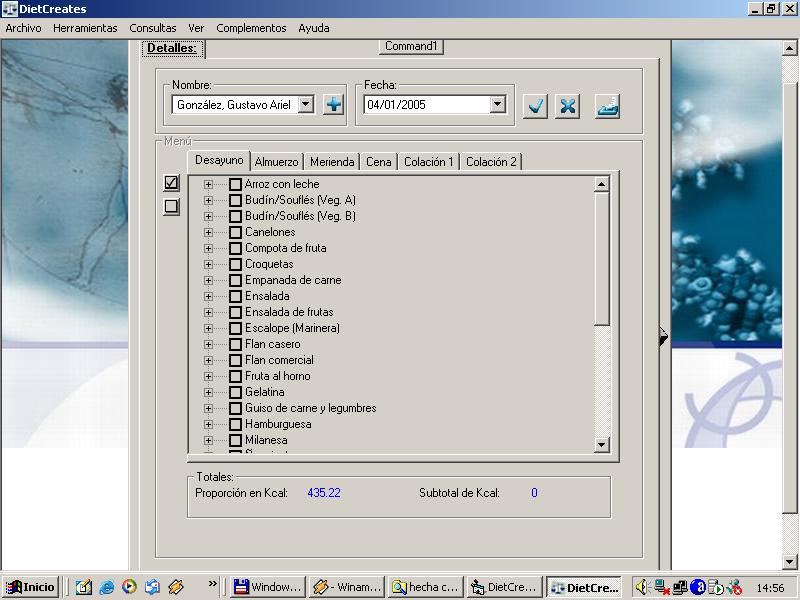 DietCreates
Archivo Herramientas Consultas Ver Complementos Ayuda
Detalles:
Command1
Nombre: Fecha:
González, Gustavo Ariel 04/01/2005
Menú
Desayuno Almuerzo Merienda Cena Colación 1 Colación 2
Arroz con leche
Budín/Souflés (Veg. A)
Budín/Souflés (Veg. B)
Canelones
Compota de fruta
Croquetas
Empanada de carne
Ensalada
Ensalada de frutas
Escalope (Marinera)
Flan casero
Flan comercial
Fruta al horno
Gelatina
Guiso de carne y legumbres
Hamburguesa
Milanesa
Totales:
Proporción en Kcal: 435.22 Subtotal de Kcal: 0
Inicio » Window... - Winam... hecha c... DietCre... DietCre... 14:56